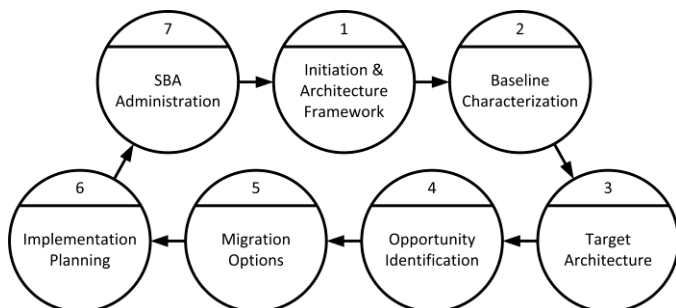 7
SBA
Administration
1
Initiation &
Architecture
Framework
2
Baseline
Characterization
3
Target
Architecture
4
Opportunity
Identification
5
Migration
Options
6
Implementation
Planning